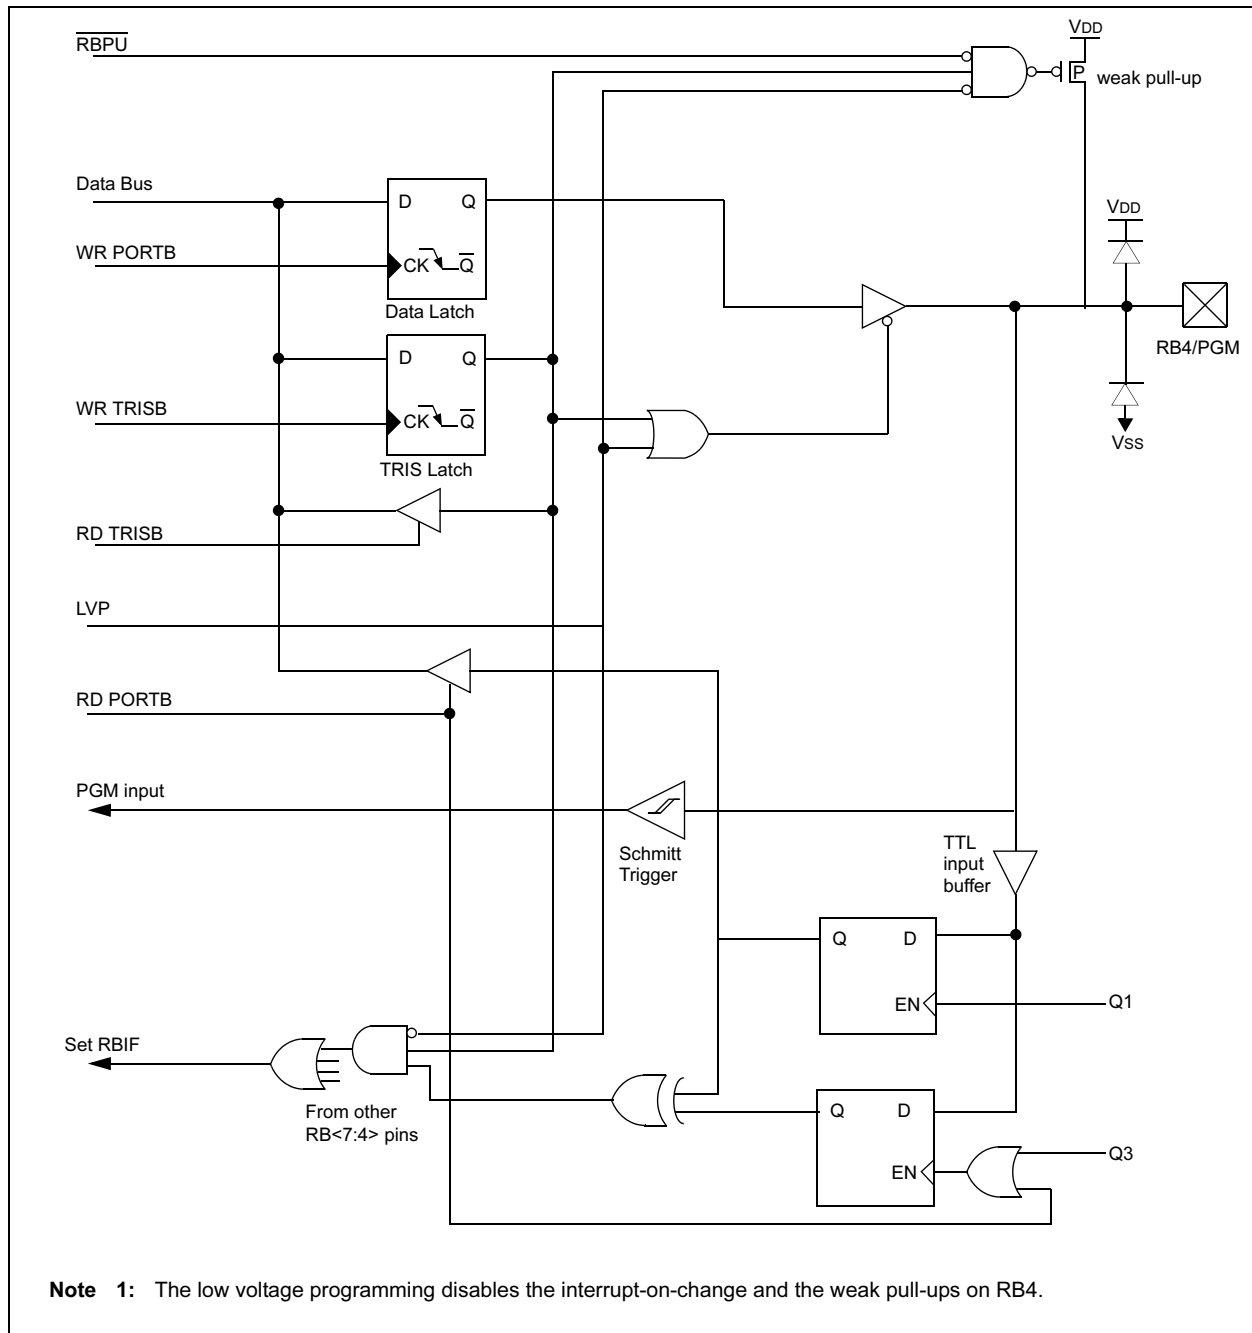 RBPU
VDD
P
weak pull-up
Data Bus
D
Q
VDD
WR PORTB
CK
Q
Data Latch
D
Q
RB4/PGM
WR TRISB
CK
Q
VSS
TRIS Latch
RD TRISB
LVP
RD PORTB
PGM input
Schmitt
Trigger
TTL
input
buffer
Q
D
EN
Q1
Set RBIF
From other
RB<7:4> pins
Q
D
EN
Q3
Note 1: The low voltage programming disables the interrupt-on-change and the weak pull-ups on RB4.